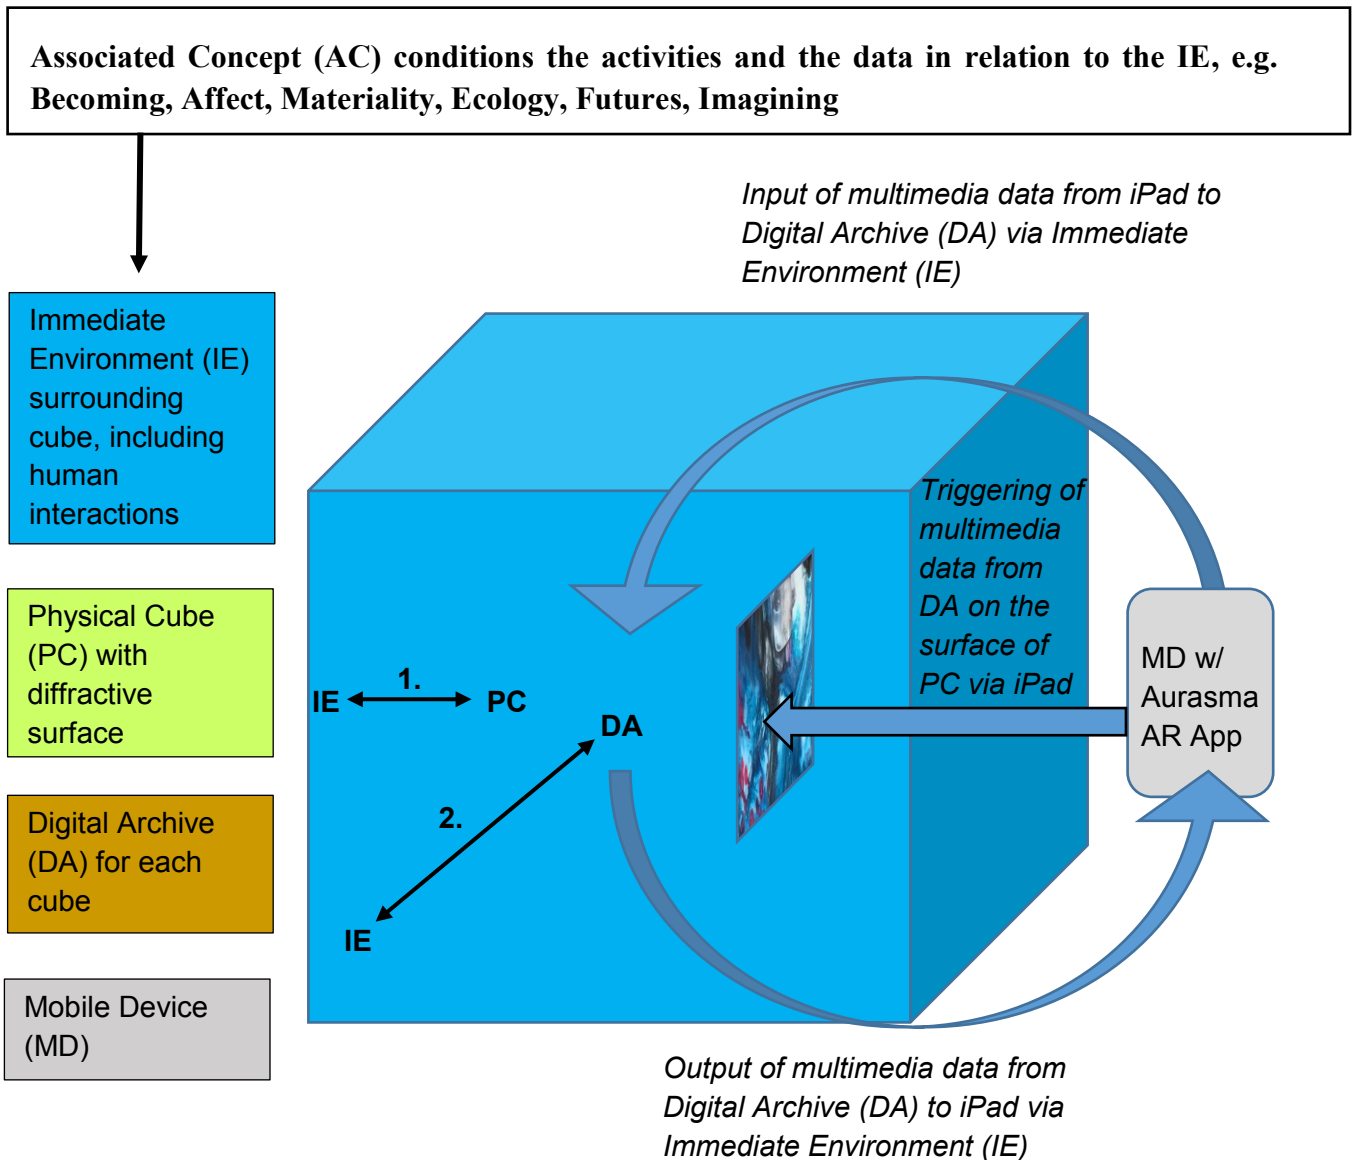 Associated Concept (AC) conditions the activities and the data in relation to the IE, e.g.
Becoming, Affect, Materiality, Ecology, Futures, Imagining
Input of multimedia data from iPad to
Digital Archive (DA) via Immediate
Environment (IE)
Immediate
Environment (IE)
surrounding
cube, including
human
interactions
Physical Cube
(PC) with
diffractive
surface
Digital Archive
(DA) for each
cube
Mobile Device
(MD)
IE
1.
PC
DA
2.
IE
Triggering of
multimedia
data from
DA on the
surface of
PC via iPad
MD w/
Aurasma
AR App
Output of multimedia data from
Digital Archive (DA) to iPad via
Immediate Environment (IE)